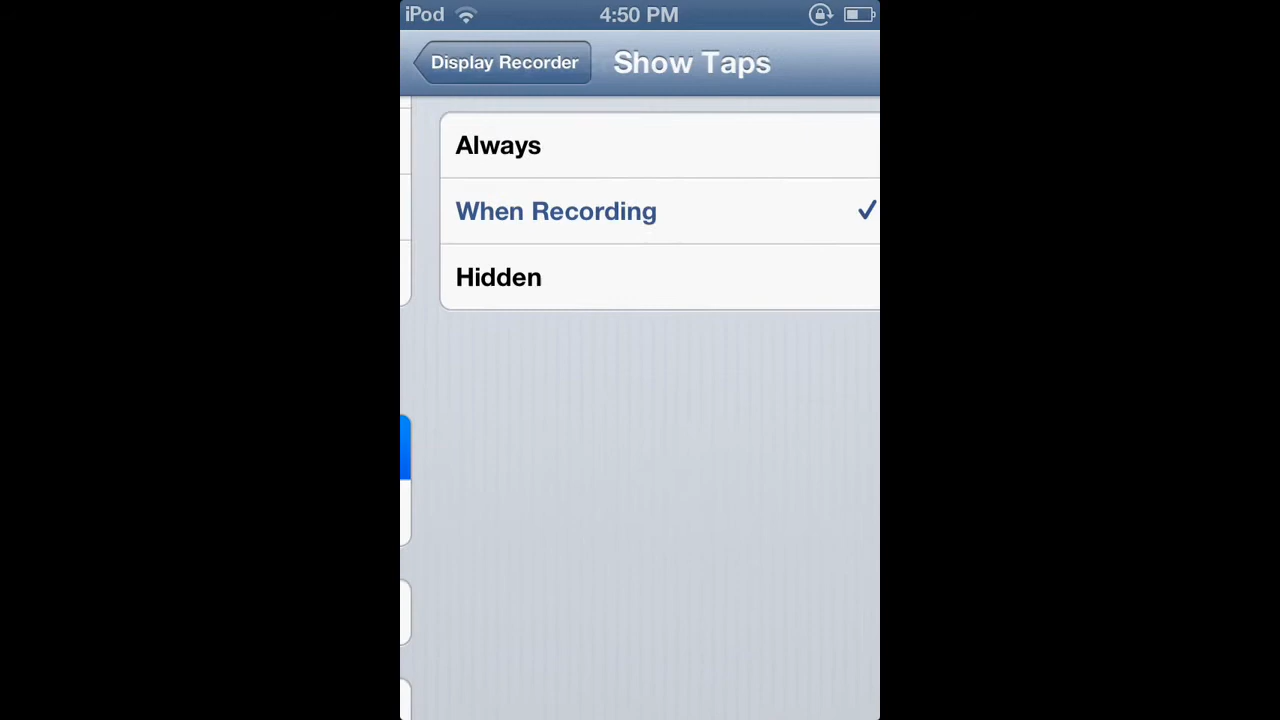 iPod 4:50 PM
Display Recorder Show Taps
Always
When Recording
Hidden